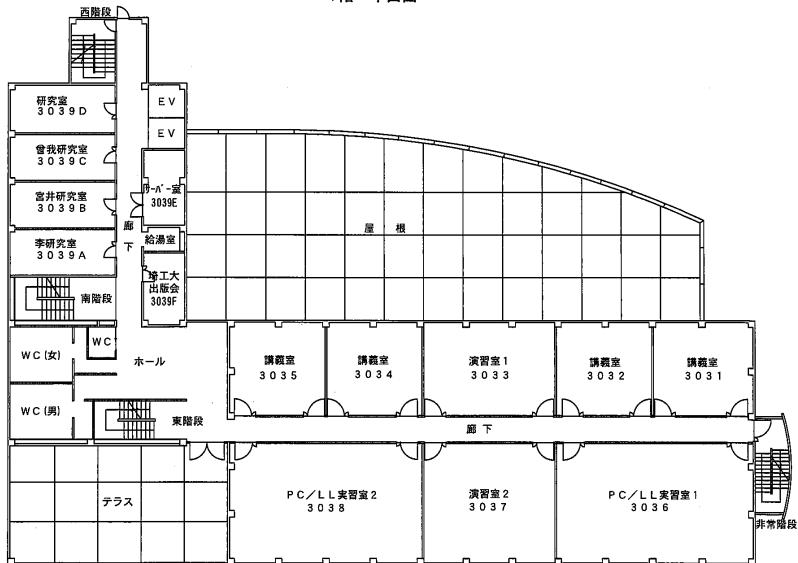 西階段
研究室
3039D
EV
曾我研究室
3039C
EV
宮井研究室
3039B
サーバー室
3039E
廊下
屋根
李研究室
3039A
給湯室
南階段
埼工大
出版会
3039F
WC
WC(女)
ホール
講義室
3035
講義室
3034
演習室1
3033
講義室
3032
講義室
3031
WC(男)
東階段
廊下
テラス
PC/LL実習室2
3038
演習室2
3037
PC/LL実習室1
3036
非常階段